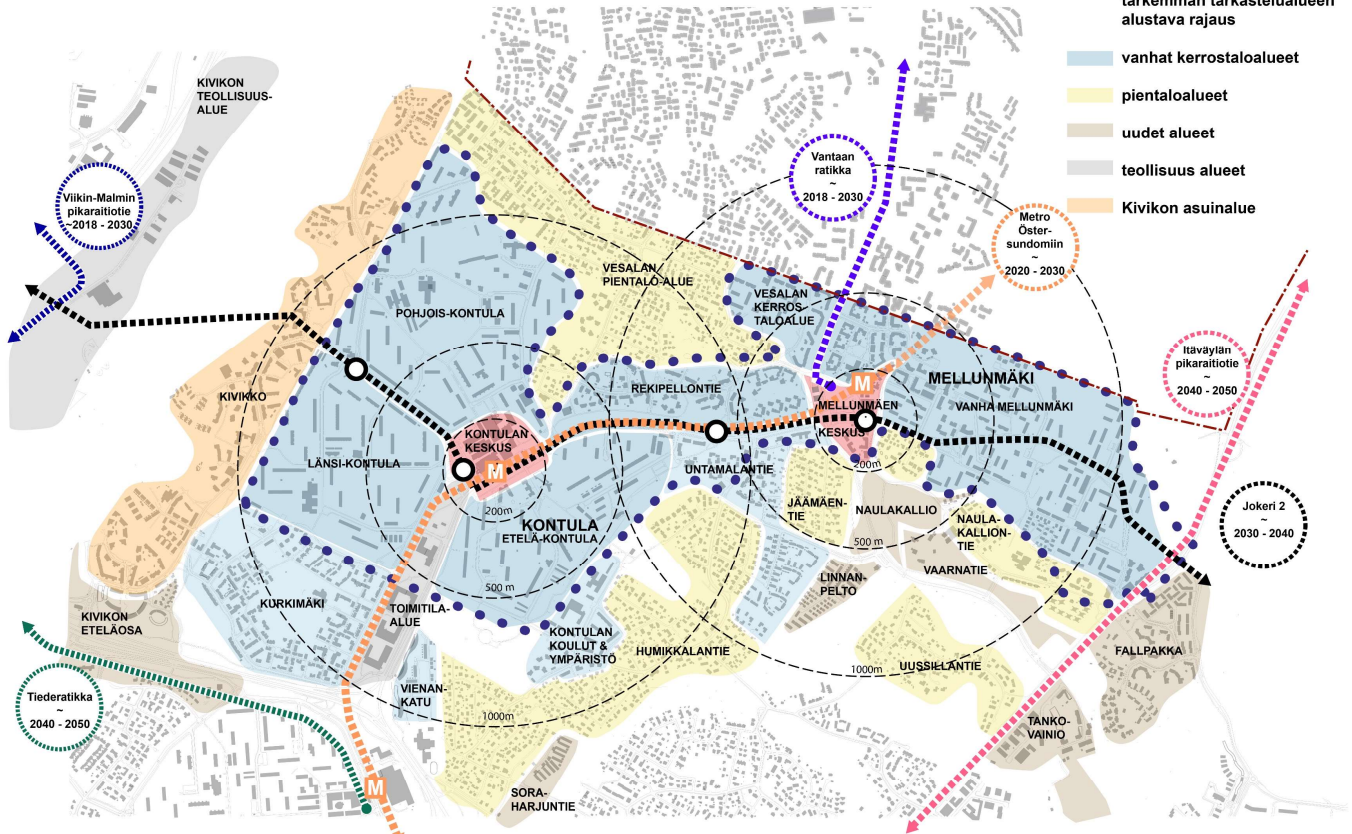 tarkemman tarkastelualueen
alustava rajaus
vanhat kerrostaloalueet
pientaloalueet
uudet alueet
teollisuus alueet
Kivikon asuinalue
KIVIKON
TEOLLISUUS-
ALUE
Viikin-Malmin
pikaraitiotie
~2018 - 2030
Vantaan
ratikka
~
2018 - 2030
Metro
Öster-
sundomiin
~
2020 - 2030
Itäväylän
pikaraitiotie
~
2040 - 2050
Jokeri 2
~
2030 - 2040
Tiederatikka
~
2040 - 2050
VESALAN
PIENTALO-ALUE
VESALAN
KERROS-
TALOALUE
POHJOIS-KONTULA
REKIPELLONTIE
MELLUNMÄKI
VANHA MELLUNMÄKI
M
MELLUNMÄEN
KESKUS
200m
KIVIKKO
KONTULAN
KESKUS
M
200m
LÄNSI-KONTULA
UNTAMALANTIE
KONTULA
ETELÄ-KONTULA
JÄÄMÄEN-
TIE
NAULAKALLIO
NAULA-
KALLION-
TIE
500 m
VAARNATIE
LINNAN-
PELTO
500 m
KURKIMÄKI
TOIMITILA-
ALUE
KIVIKON
ETELÄOSA
KONTULAN
KOULUT &
YMPÄRISTÖ
HUMIKKALANTIE
UUSSILLANTIE
FALLPAKKA
1000m
VIENAN-
KATU
1000m
TANKO-
VAINIO
SORA-
HARJUNTIE
M